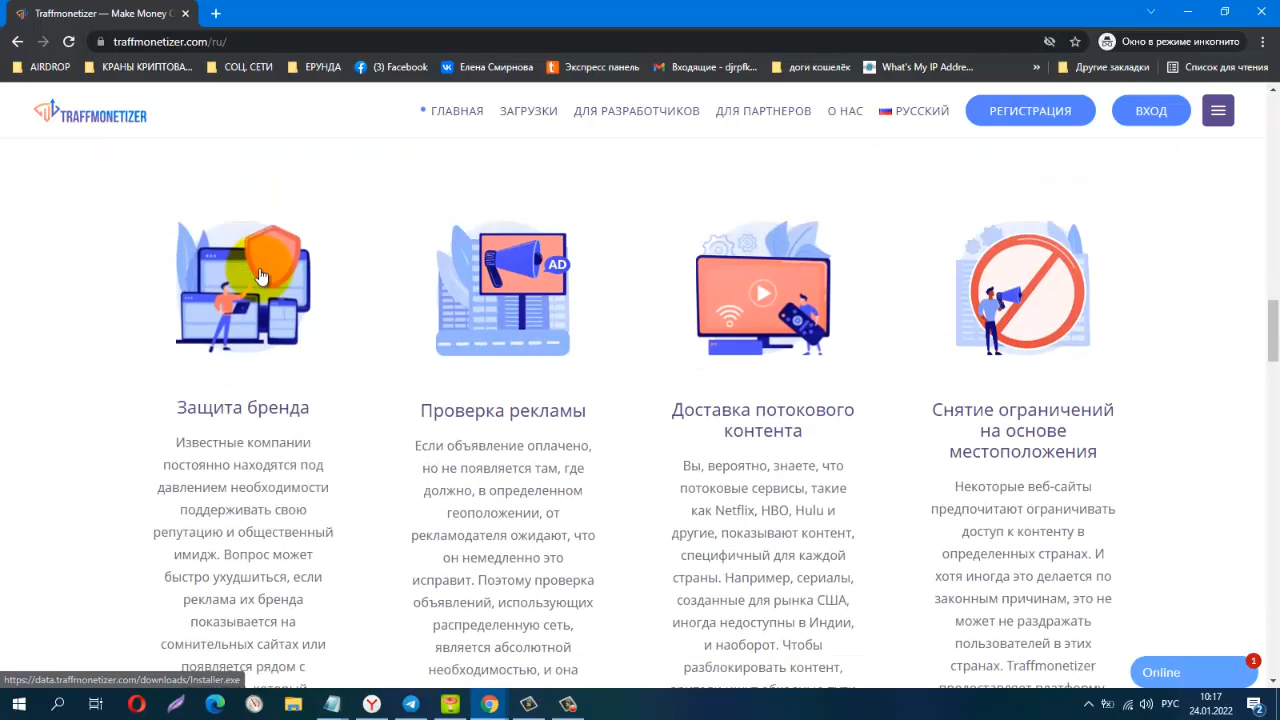 Traffmonetizer — Make Money O
traffmonetizer.com/ru/
Окно в режиме инкогнито
AIRDROP
КРАНЫ КРИПТОВА...
СОЦ. СЕТИ
ЕРУНДА
(3) Facebook
Елена Смирнова
Экспресс панель
Входящие - djrpfk...
доги кошелёк
What's My IP Addre...
»
Другие закладки
Список для чтения
TRAFFMONETIZER
ГЛАВНАЯ
ЗАГРУЗКИ
ДЛЯ РАЗРАБОТЧИКОВ
ДЛЯ ПАРТНЕРОВ
О НАС
РУССКИЙ
РЕГИСТРАЦИЯ
ВХОД
AD
Защита бренда
Известные компании
постоянно находятся под
давлением необходимости
поддерживать свою
репутацию и общественный
имидж. Вопрос может
быстро ухудшиться, если
реклама их бренда
показывается на
сомнительных сайтах или
появляется рядом с
Проверка рекламы
Если объявление оплачено,
но не появляется там, где
должно, в определенном
геоположении, от
рекламодателя ожидают, что
он немедленно это
исправит. Поэтому проверка
объявлений, использующих
распределенную сеть,
является абсолютной
необходимостью, и она
Доставка потокового
контента
Вы, вероятно, знаете, что
потоковые сервисы, такие
как Netflix, HBO, Hulu и
другие, показывают контент,
специфичный для каждой
страны. Например, сериалы,
созданные для рынка США,
иногда недоступны в Индии,
и наоборот. Чтобы
разблокировать контент,
Снятие ограничений
на основе
местоположения
Некоторые веб-сайты
предпочитают ограничивать
доступ к контенту в
определенных странах. И
хотя иногда это делается по
законным причинам, это не
может не раздражать
пользователей в этих
странах. Traffmonetizer
Online
1
https://data.traffmonetizer.com/downloads/Installer.exe
РУС
10:17
24.01.2022
2